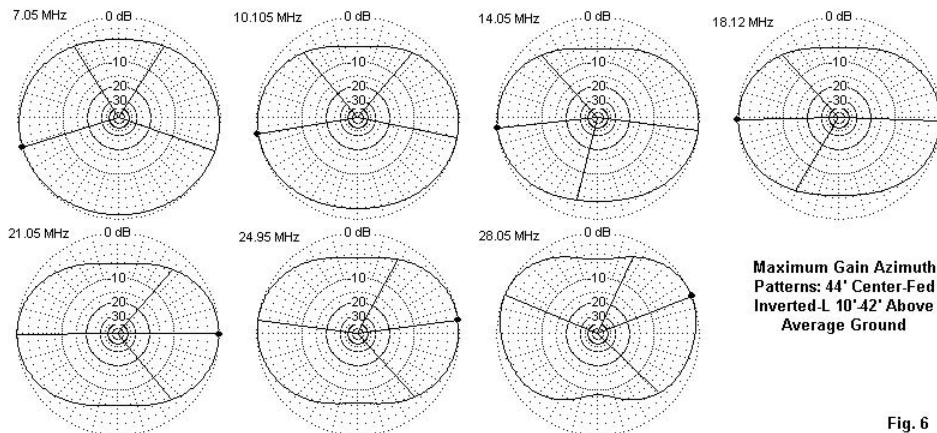 7.05 MHz
0 dB
-10
-20
30
10.105 MHz
0 dB
-10
-20
30
14.05 MHz
0 dB
-10
-20
30
18.12 MHz
0 dB
-10
-20
30
21.05 MHz
0 dB
-10
-20
30
24.95 MHz
0 dB
-10
-20
30
28.05 MHz
0 dB
-10
-20
30
Maximum Gain Azimuth
Patterns: 44' Center-Fed
Inverted-L 10'-42' Above
Average Ground
Fig. 6